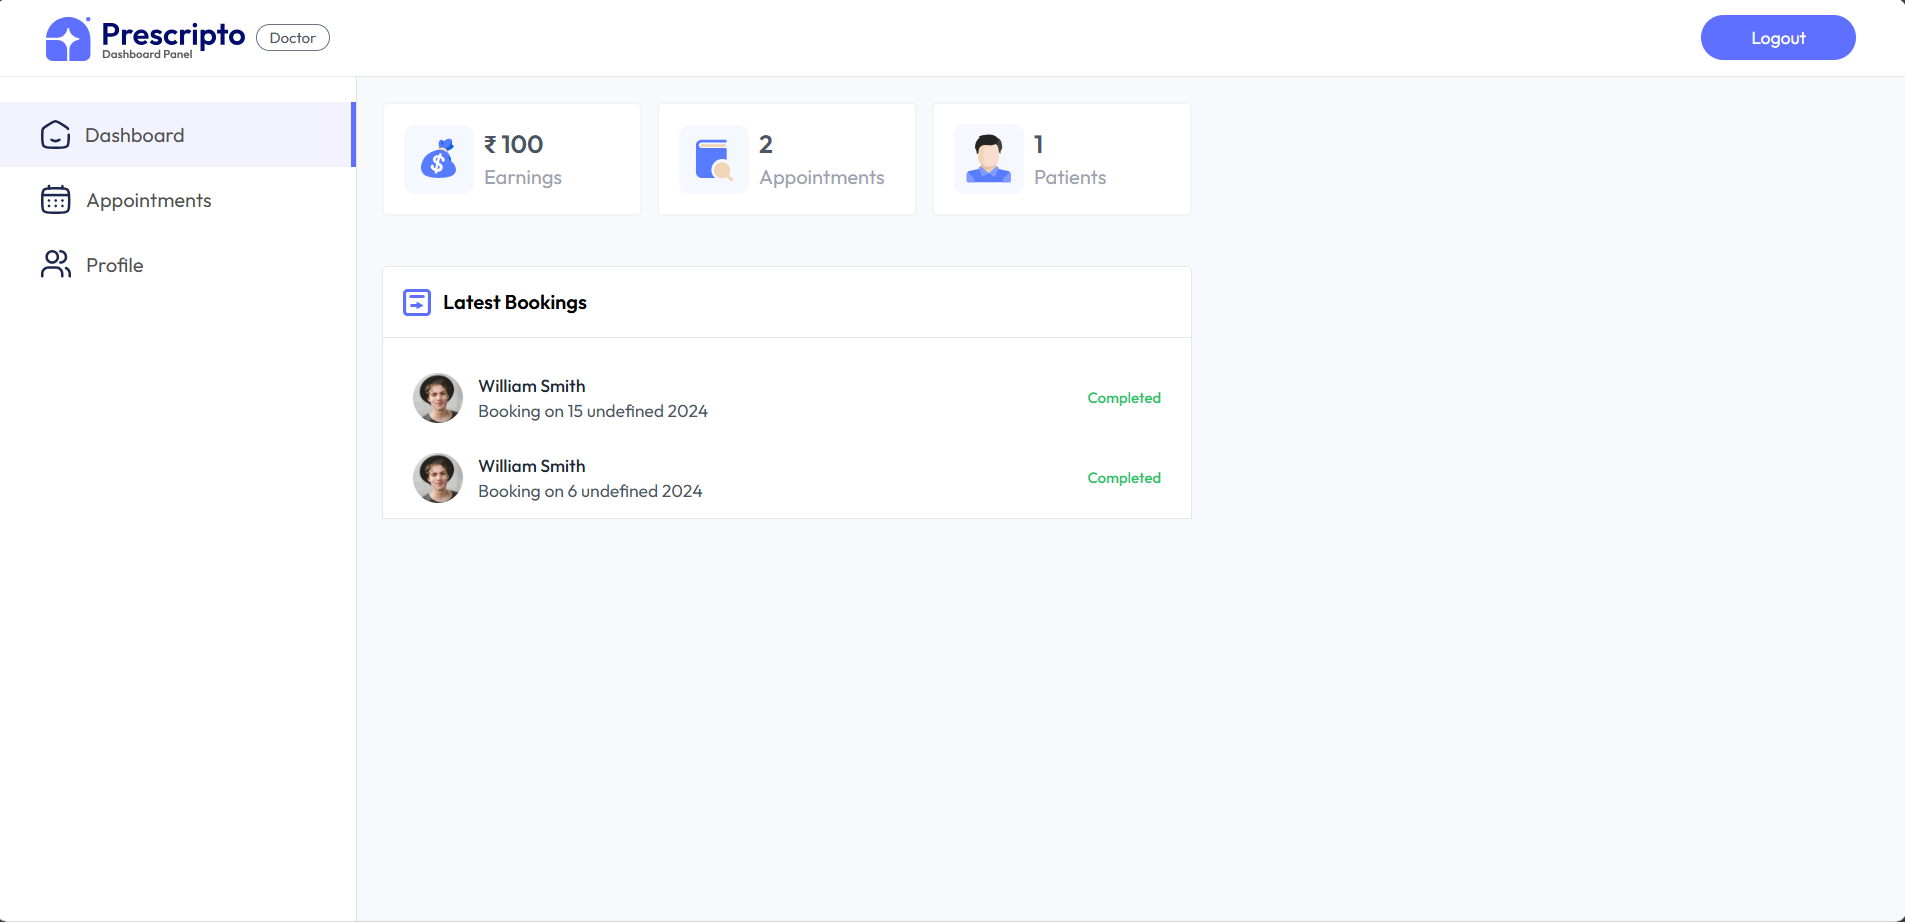 Prescripto
Dashboard Panel
Doctor
Logout
Dashboard
Appointments
Profile
₹ 100
Earnings
2
Appointments
1
Patients
Latest Bookings
William Smith
Booking on 15 undefined 2024
Completed
William Smith
Booking on 6 undefined 2024
Completed